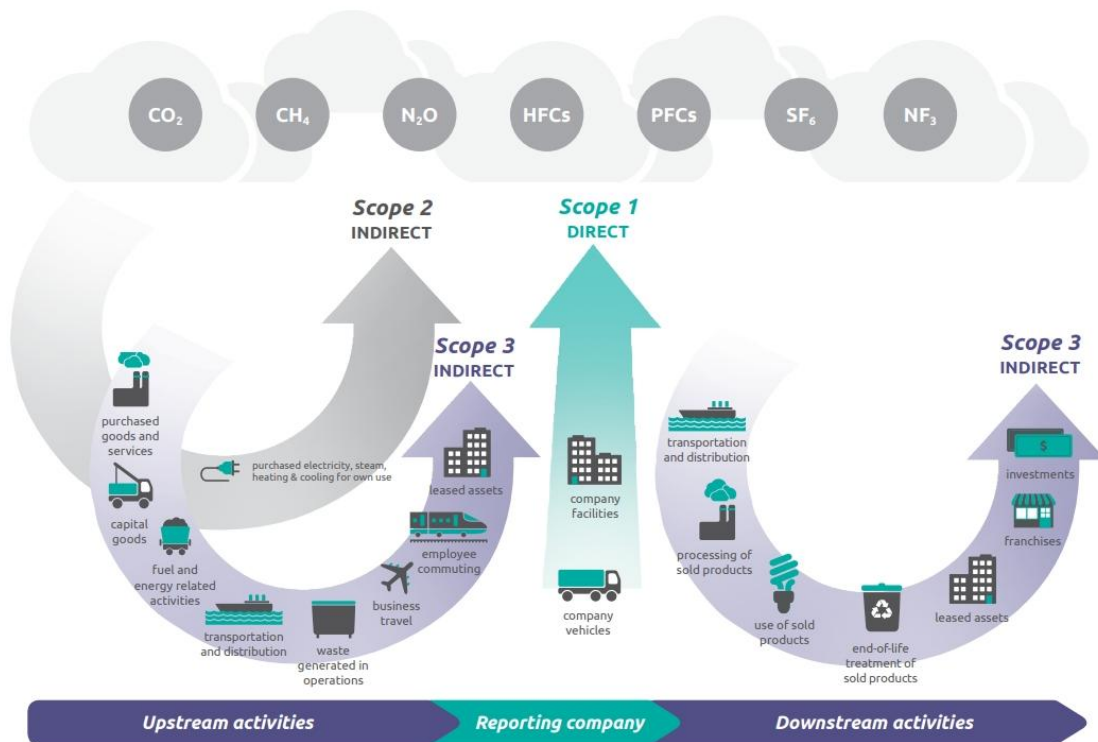 CO₂
CH₄
N₂O
HFCs
PFCs
SF₆
NF₃
Scope 2
INDIRECT
Scope 1
DIRECT
Scope 3
INDIRECT
Scope 3
INDIRECT
purchased
goods and
services
capital
goods
fuel and
energy related
activities
transportation
and distribution
waste
generated in
operations
business
travel
employee
commuting
leased assets
purchased electricity, steam,
heating & cooling for own use
company
facilities
company
vehicles
transportation
and distribution
processing of
sold products
use of sold
products
end-of-life
treatment of
sold products
leased assets
franchises
$
investments
Upstream activities
Reporting company
Downstream activities